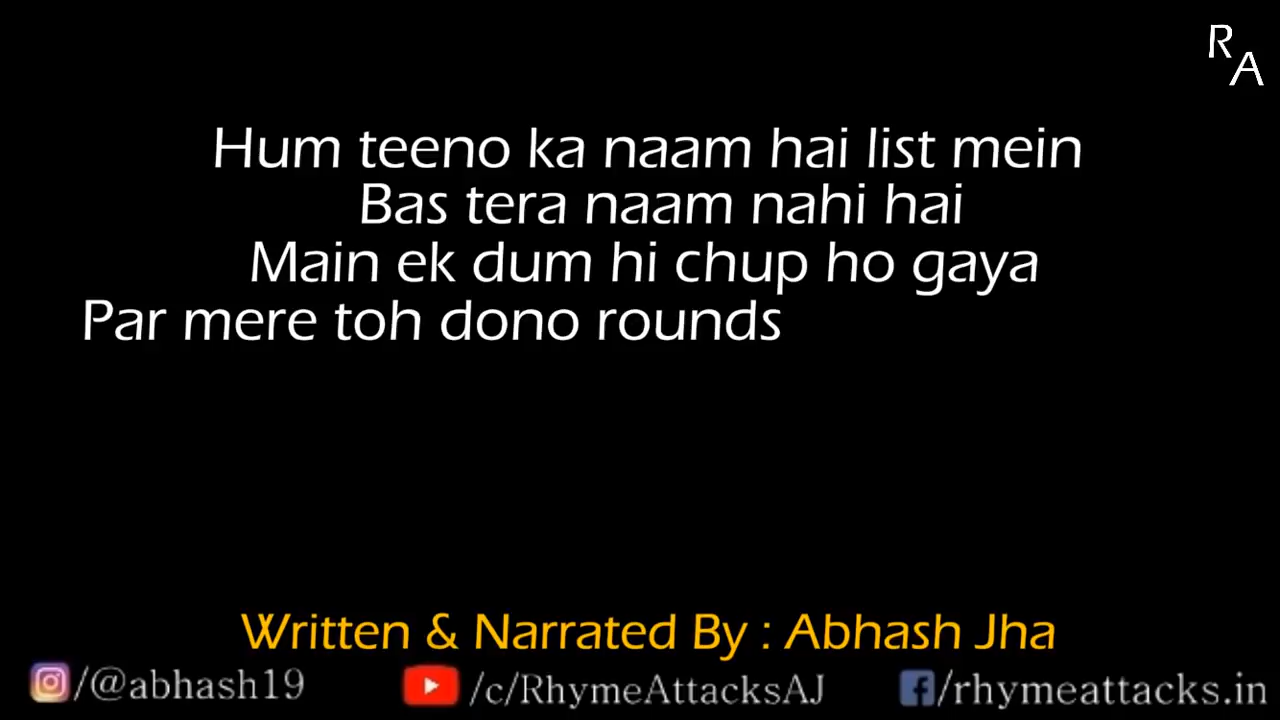 R
A
Hum teeno ka naam hai list mein
Bas tera naam nahi hai
Main ek dum hi chup ho gaya
Par mere toh dono rounds
Written & Narrated By : Abhash Jha
/@abhash19 /c/RhymeAttacksAJ /rhymeattacks.in